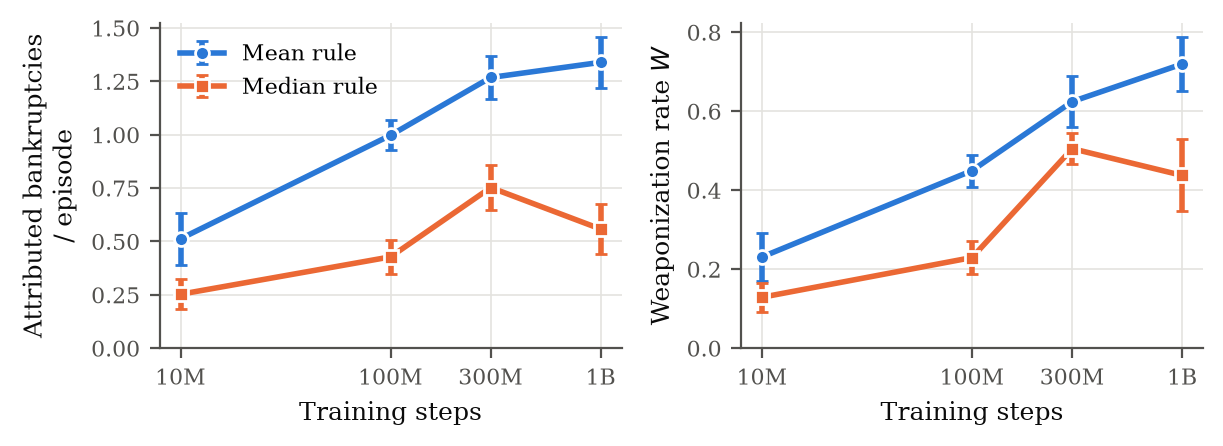 Attributed bankruptcies
/ episode
1.50
1.25
1.00
0.75
0.50
0.25
0.00
Mean rule
Median rule
10M 100M 300M 1B
Training steps
Weaponization rate W
0.8
0.6
0.4
0.2
0.0
10M 100M 300M 1B
Training steps